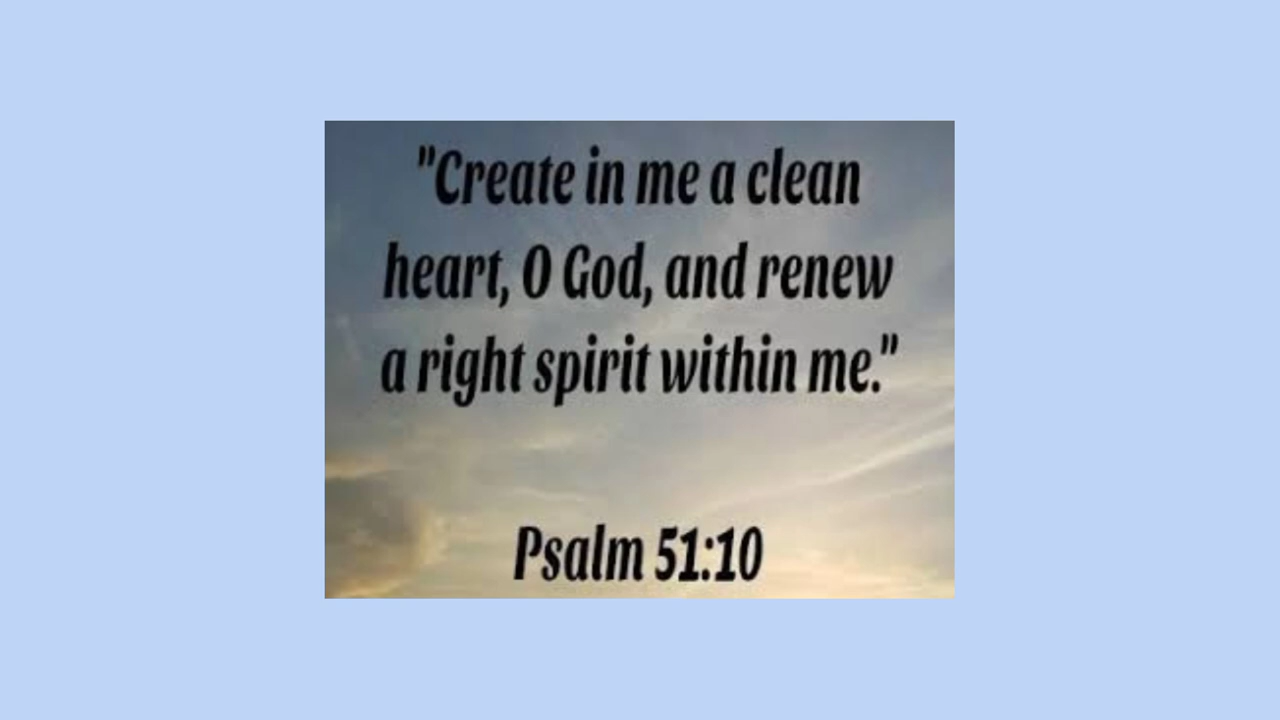 "Create in me a clean
heart, O God, and renew
a right spirit within me."
Psalm 51:10